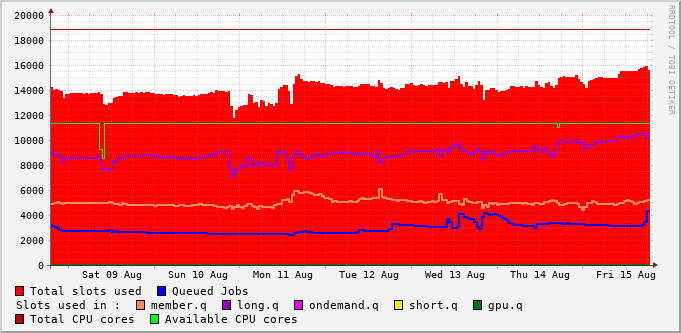 RRDTOOL / TOBI OETIKER
20000
18000
16000
14000
12000
10000
8000
6000
4000
2000
0
Sat 09 Aug Sun 10 Aug Mon 11 Aug Tue 12 Aug Wed 13 Aug Thu 14 Aug Fri 15 Aug
Total slots used Queued Jobs
Slots used in : member.q long.q ondemand.q short.q gpu.q
Total CPU cores Available CPU cores